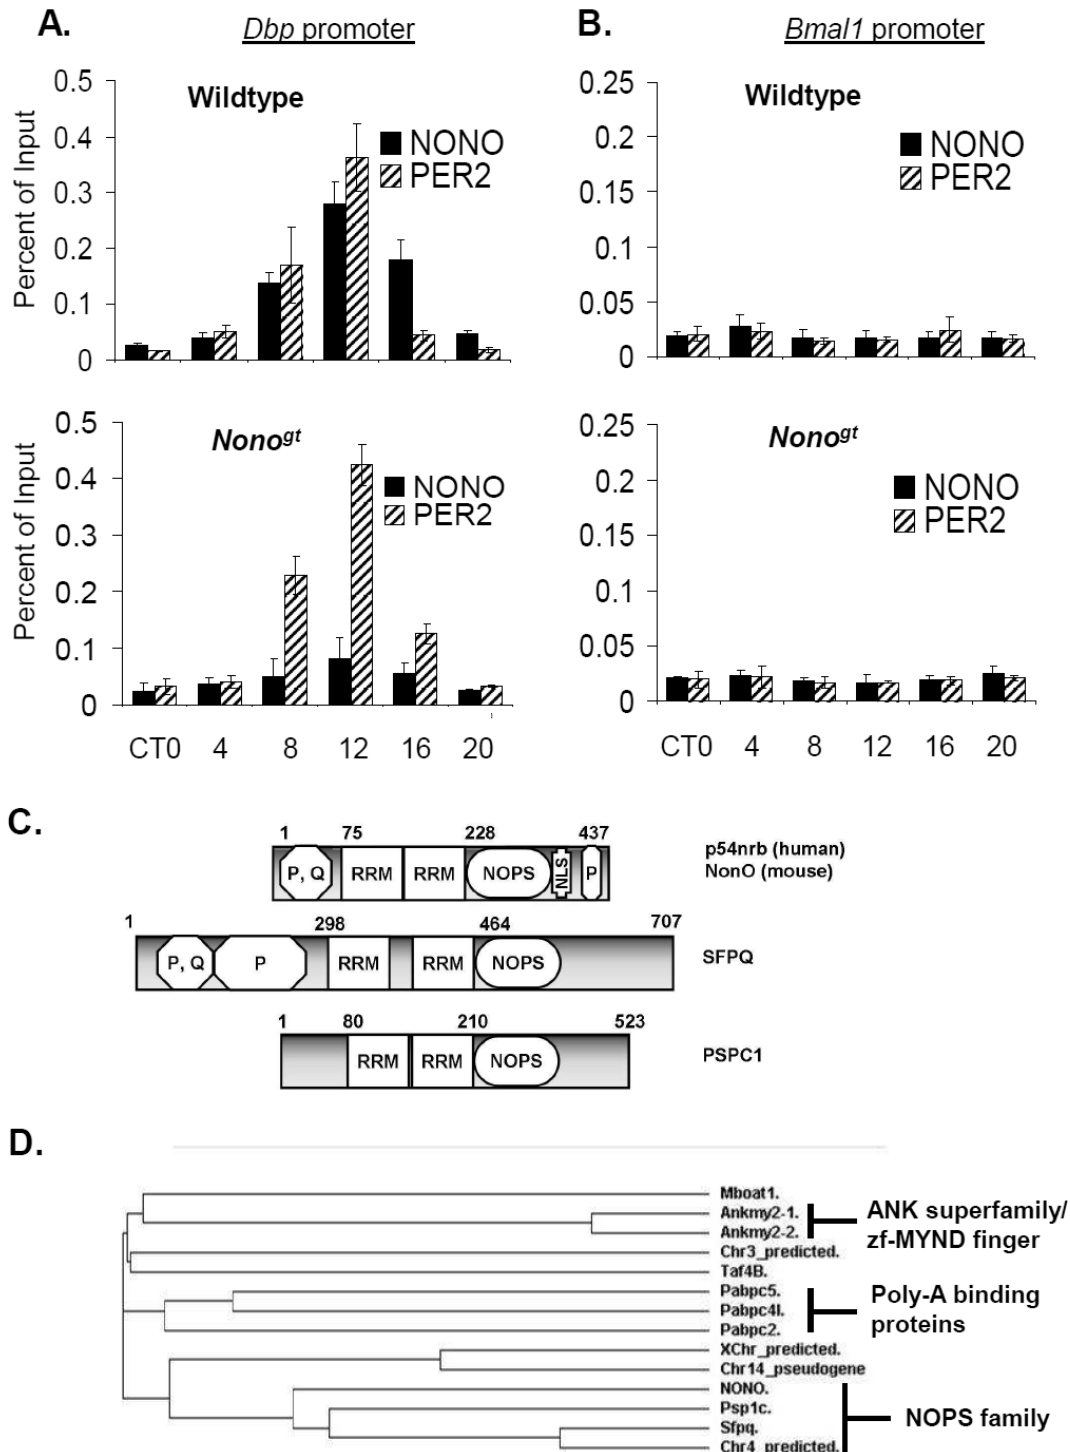 A.
Dbp promoter
B.
Bmal1 promoter
0.5
0.4
0.3
0.2
0.1
0
Percent of Input
Wildtype
NONO
PER2
0.25
0.2
0.15
0.1
0.05
0
Wildtype
NONO
PER2
0.5
0.4
0.3
0.2
0.1
0
Percent of Input
Nonogt
NONO
PER2
CT0 4 8 12 16 20
0.25
0.2
0.15
0.1
0.05
0
Nonogt
NONO
PER2
CT0 4 8 12 16 20
C.
1 75 228 437
P, Q RRM RRM NOPS NLS P
p54nrb (human)
NonO (mouse)
1 298 464 707
P, Q P RRM RRM NOPS
SFPQ
1 80 210 523
RRM RRM NOPS
PSPC1
D.
Mboat1.
Ankmy2-1.
Ankmy2-2.
Chr3_predicted.
Taf4B.
Pabpc5.
Pabpc4l.
Pabpc2.
XChr_predicted.
Chr14_pseudogene
NONO.
Psp1c.
Sfpq.
Chr4_predicted.
ANK superfamily/
zf-MYND finger
Poly-A binding
proteins
NOPS family